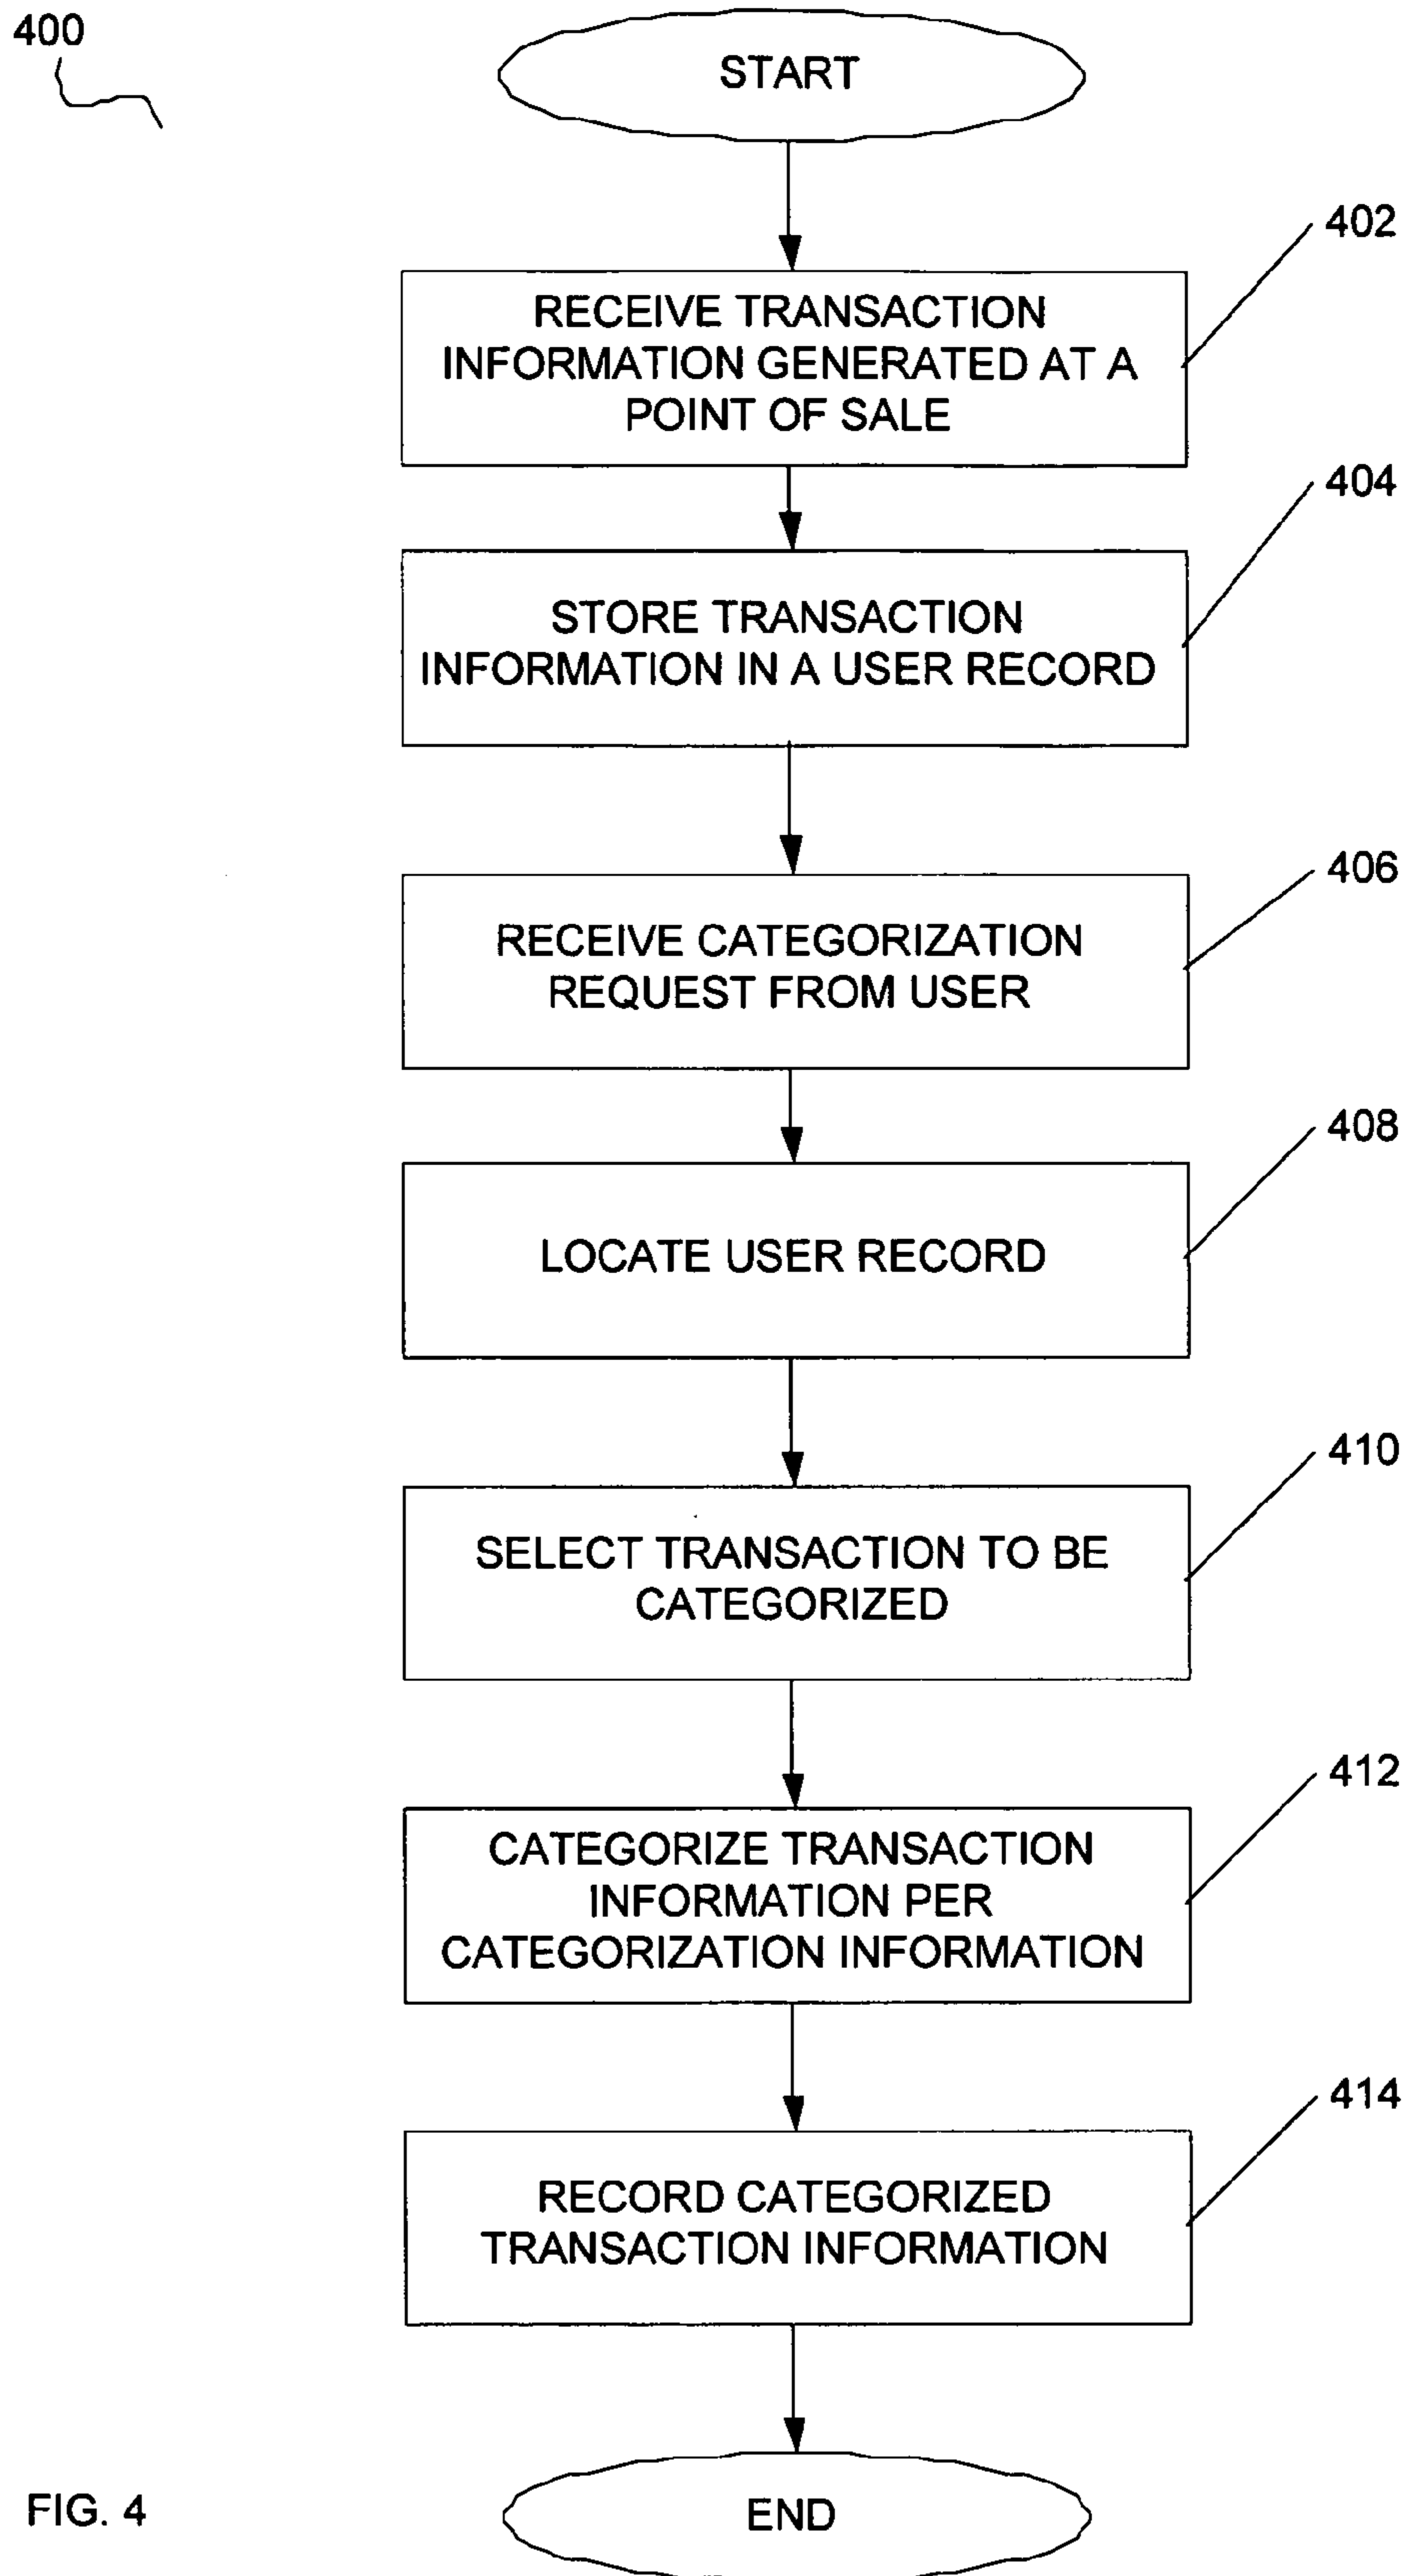 400
START
402
RECEIVE TRANSACTION
INFORMATION GENERATED AT A
POINT OF SALE
404
STORE TRANSACTION
INFORMATION IN A USER RECORD
406
RECEIVE CATEGORIZATION
REQUEST FROM USER
408
LOCATE USER RECORD
410
SELECT TRANSACTION TO BE
CATEGORIZED
412
CATEGORIZE TRANSACTION
INFORMATION PER
CATEGORIZATION INFORMATION
414
RECORD CATEGORIZED
TRANSACTION INFORMATION
END
FIG. 4